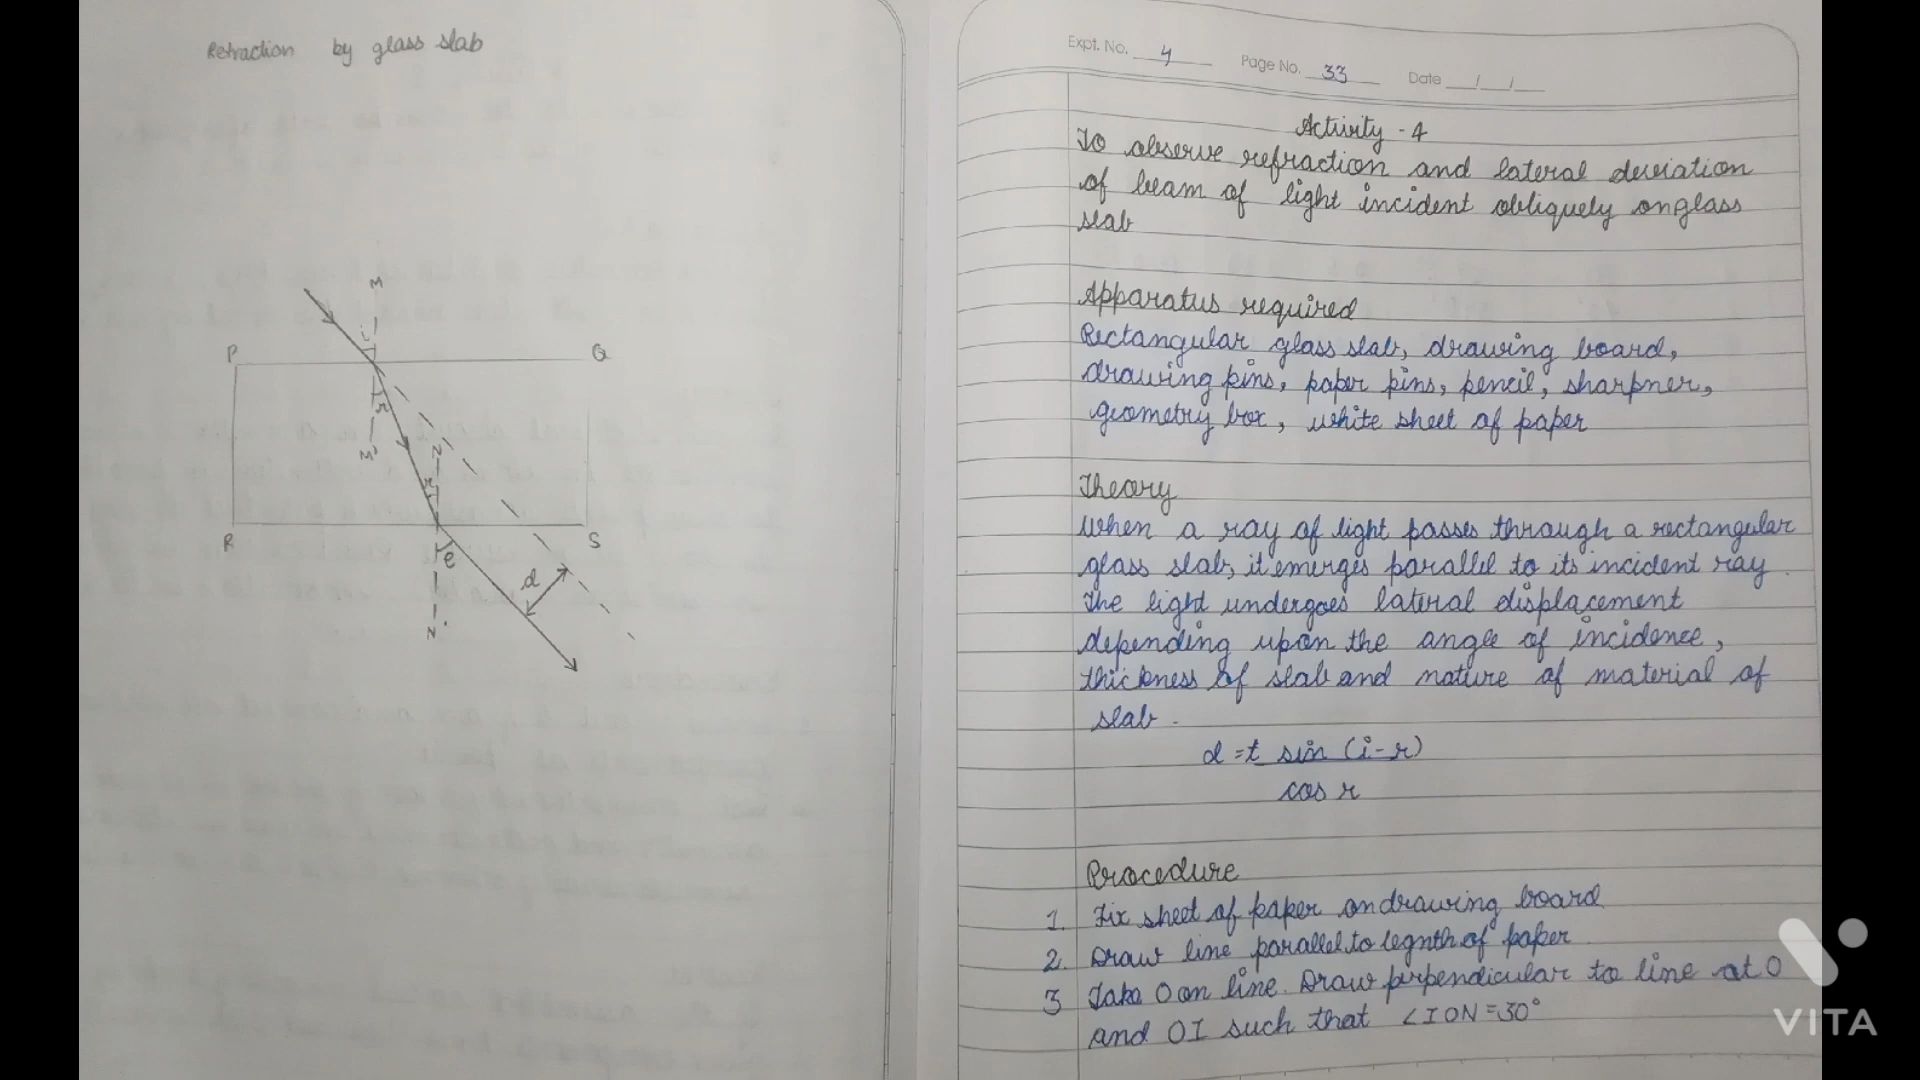 Refraction by glass slab
M
i
P
Q
r
M'
N
r
R
S
e
d
N'
Expt. No. 4 Page No. 33 Date _/_/_
Activity - 4
To observe refraction and lateral deviation
of beam of light incident obliquely on glass
slab
Apparatus required
Rectangular glass slab, drawing board,
drawing pins, paper pins, pencil, sharpner,
geometry box, white sheet of paper
Theory
When a ray of light passes through a rectangular
glass slab, it emerges parallel to its incident ray.
The light undergoes lateral displacement
depending upon the angle of incidence,
thickness of slab and nature of material of
slab.
d = t sin (i-r)
cos r
Procedure
1. Fix sheet of paper on drawing board
2. Draw line parallel to legnth of paper
3 Take O on line. Draw perpendicular to line at O
and OI such that ∠ION = 30°
VITA